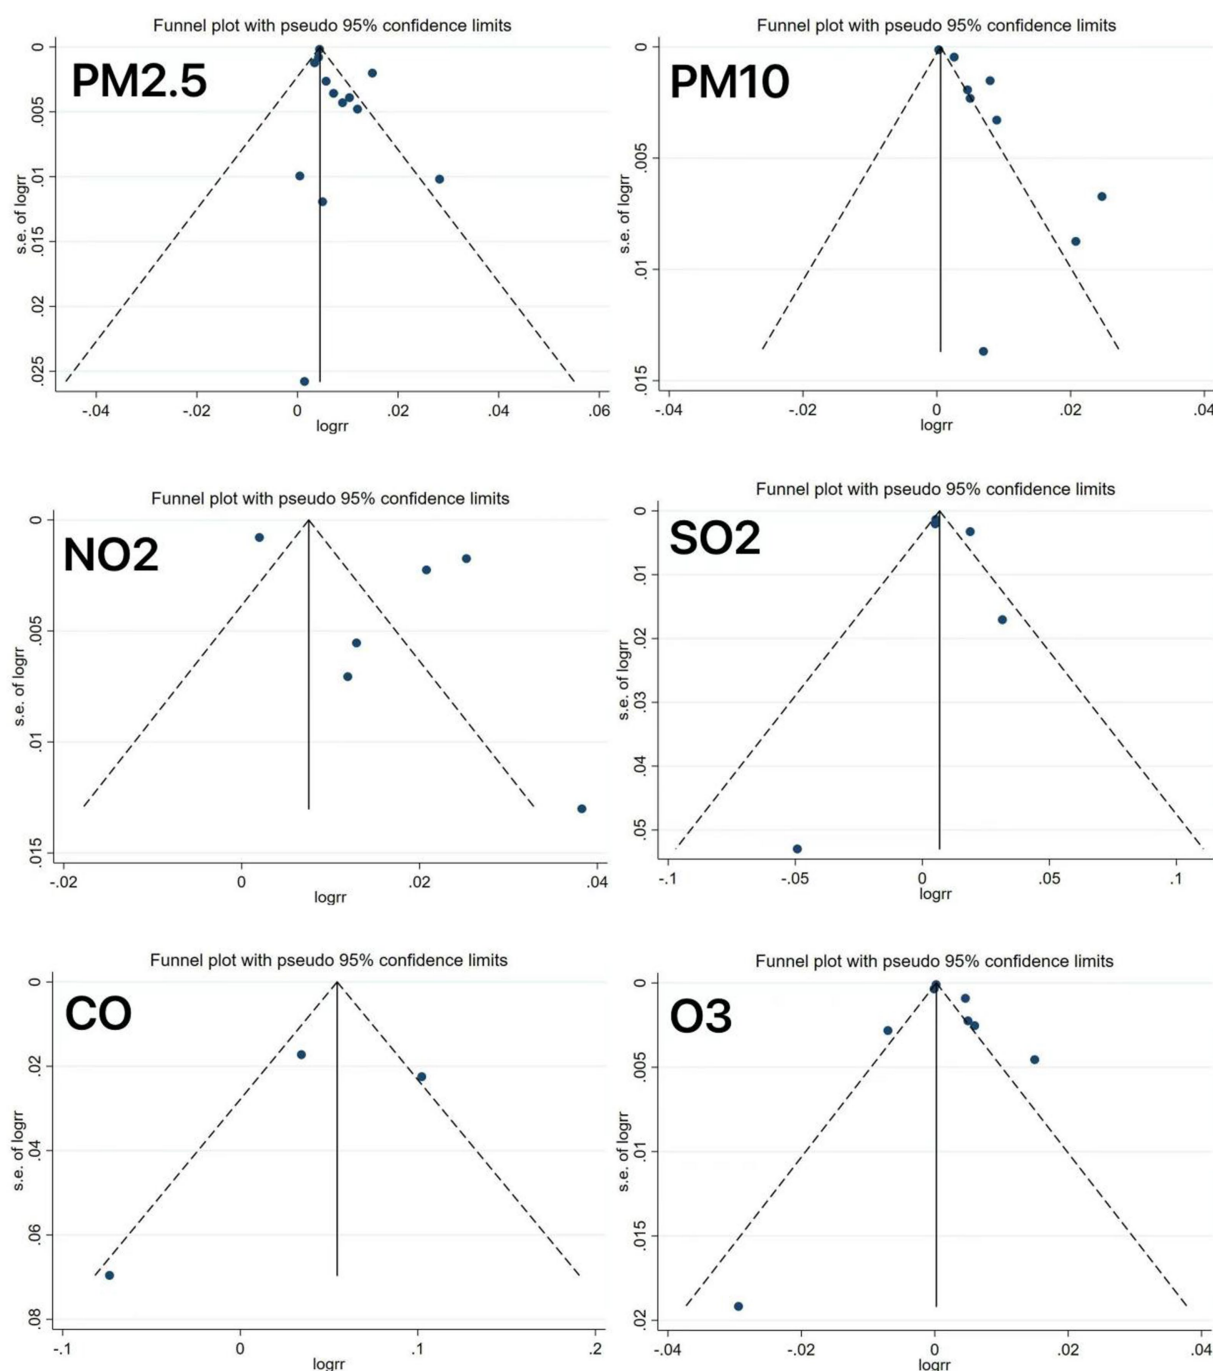 Funnel plot with pseudo 95% confidence limits
PM2.5
s.e. of logrr
0
.005
.01
.015
.02
.025
-.04
-.02
0
.02
.04
.06
logrr
Funnel plot with pseudo 95% confidence limits
PM10
s.e. of logrr
0
.005
.01
.015
-.04
-.02
0
.02
.04
logrr
Funnel plot with pseudo 95% confidence limits
NO2
s.e. of logrr
0
.005
.01
.015
-.02
0
.02
.04
logrr
Funnel plot with pseudo 95% confidence limits
SO2
s.e. of logrr
0
.01
.02
.03
.04
.05
-.1
-.05
0
.05
.1
logrr
Funnel plot with pseudo 95% confidence limits
CO
s.e. of logrr
0
.02
.04
.06
.08
-.1
0
.1
.2
logrr
Funnel plot with pseudo 95% confidence limits
O3
s.e. of logrr
0
.005
.01
.015
.02
-.04
-.02
0
.02
.04
logrr